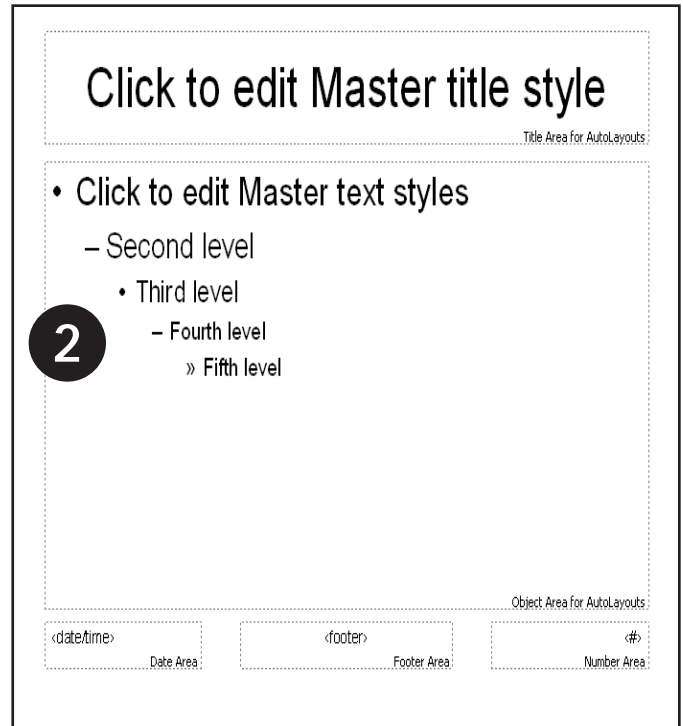 Click to edit Master title style
Title Area for AutoLayouts
• Click to edit Master text styles
– Second level
• Third level
2
– Fourth level
» Fifth level
Object Area for AutoLayouts
<date/time>
Date Area
<footer>
Footer Area
<#>
Number Area